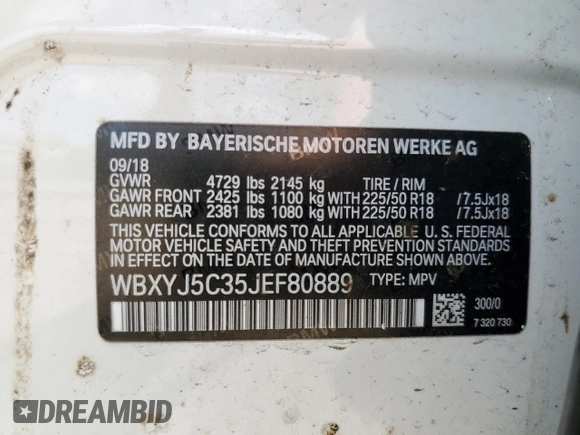 MFD BY BAYERISCHE MOTOREN WERKE AG
09/18
GVWR 4729 lbs 2145 kg TIRE / RIM
GAWR FRONT 2425 lbs 1100 kg WITH 225/50 R18 /7.5Jx18
GAWR REAR 2381 lbs 1080 kg WITH 225/50 R18 /7.5Jx18
THIS VEHICLE CONFORMS TO ALL APPLICABLE U. S. FEDERAL
MOTOR VEHICLE SAFETY, BUMPER, AND THEFT PREVENTION STANDARDS
IN EFFECT ON THE DATE OF MANUFACTURE SHOWN ABOVE.
WBXYJ5C35JEF80889 TYPE: MPV
300/0
7 320 730
DREAMBID